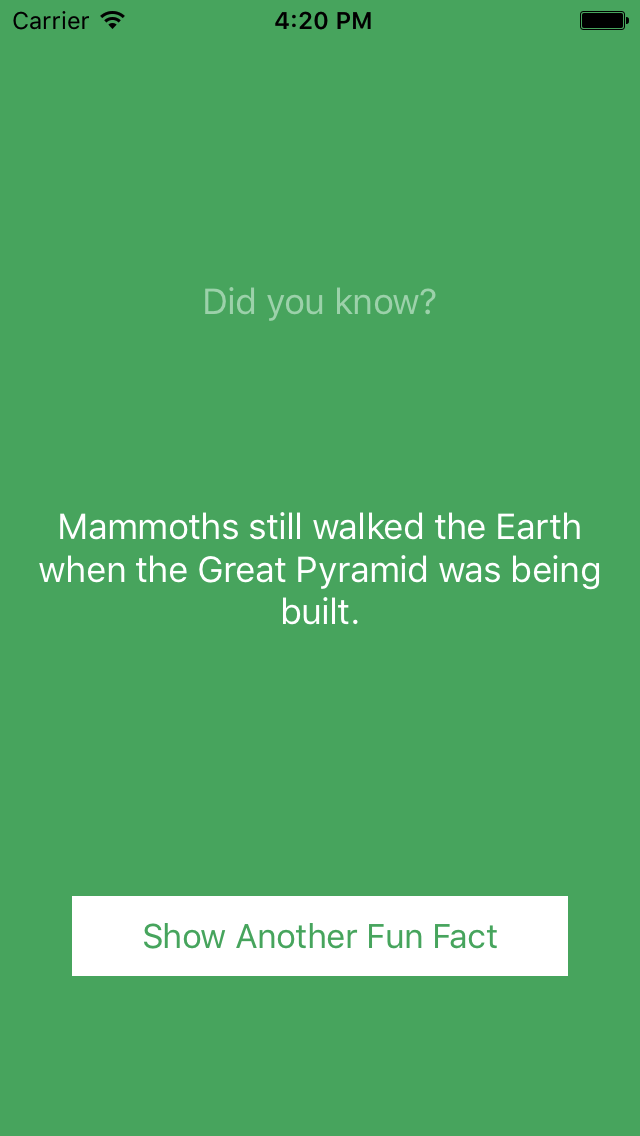 Carrier 4:20 PM
Did you know?
Mammoths still walked the Earth
when the Great Pyramid was being
built.
Show Another Fun Fact